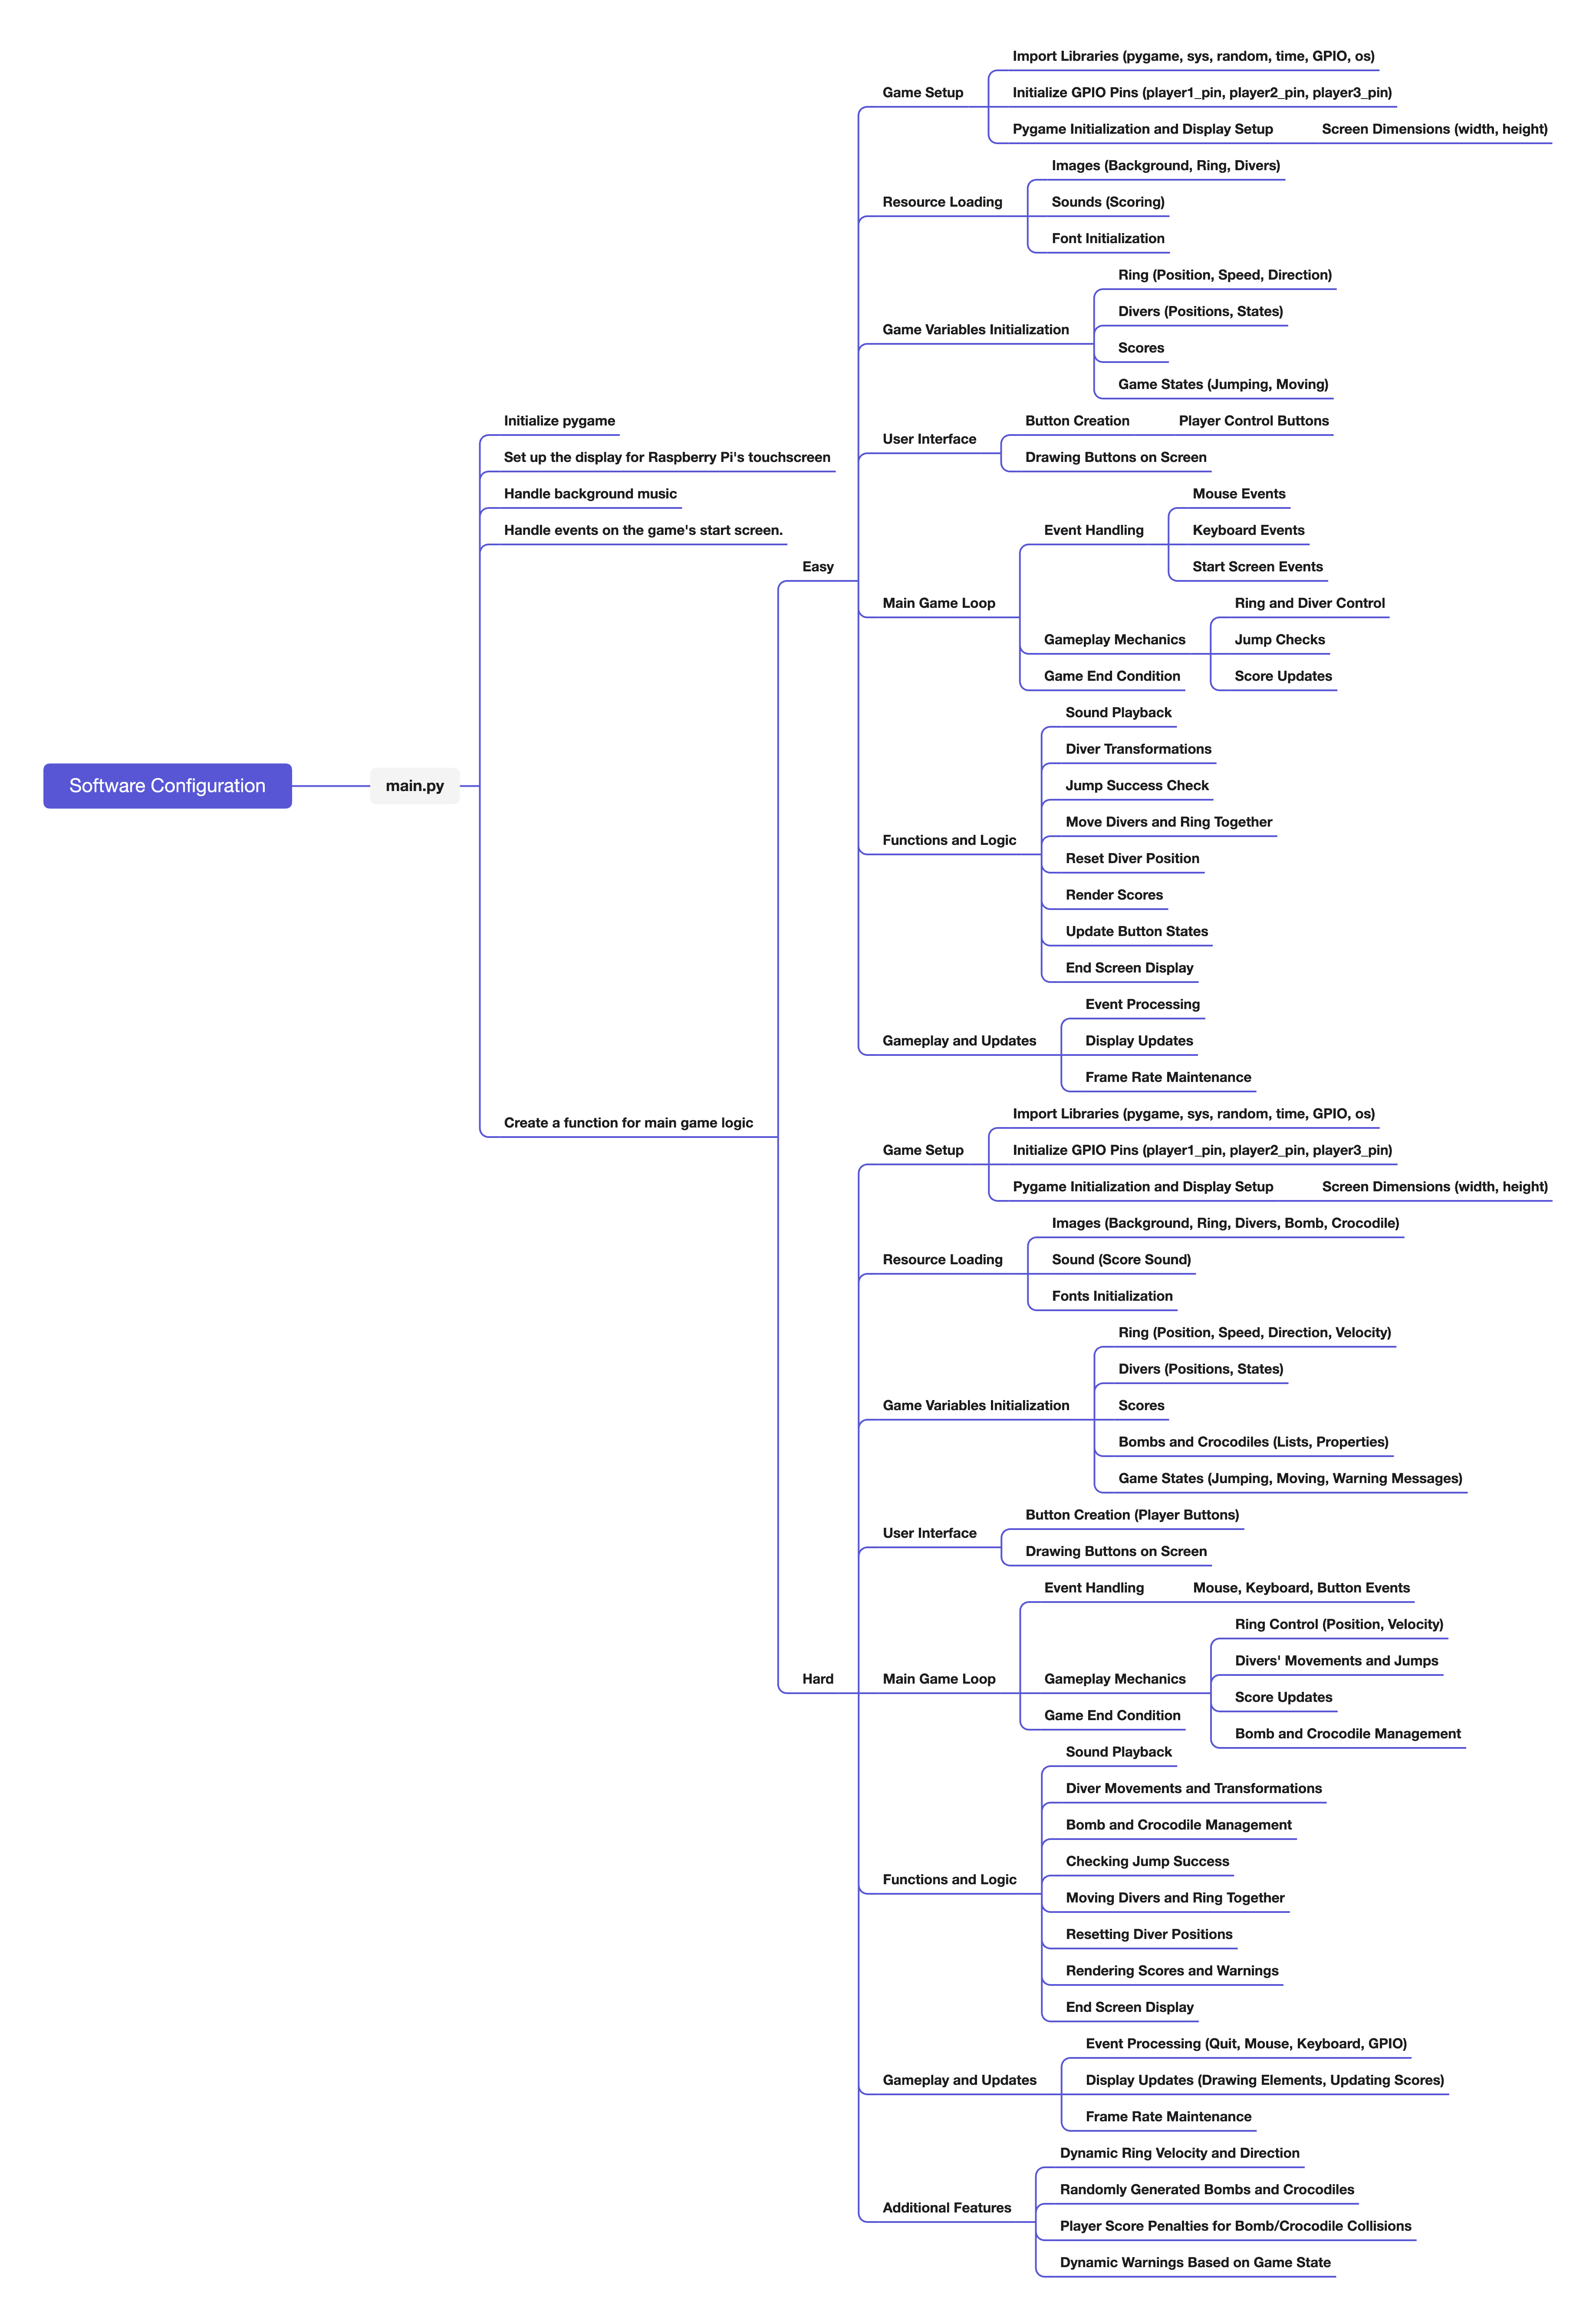 Software Configuration
main.py
Initialize pygame
Set up the display for Raspberry Pi's touchscreen
Handle background music
Handle events on the game's start screen.
Create a function for main game logic
Easy
Game Setup
Import Libraries (pygame, sys, random, time, GPIO, os)
Initialize GPIO Pins (player1_pin, player2_pin, player3_pin)
Pygame Initialization and Display Setup
Screen Dimensions (width, height)
Resource Loading
Images (Background, Ring, Divers)
Sounds (Scoring)
Font Initialization
Game Variables Initialization
Ring (Position, Speed, Direction)
Divers (Positions, States)
Scores
Game States (Jumping, Moving)
User Interface
Button Creation
Player Control Buttons
Drawing Buttons on Screen
Main Game Loop
Event Handling
Mouse Events
Keyboard Events
Start Screen Events
Gameplay Mechanics
Ring and Diver Control
Jump Checks
Score Updates
Game End Condition
Functions and Logic
Sound Playback
Diver Transformations
Jump Success Check
Move Divers and Ring Together
Reset Diver Position
Render Scores
Update Button States
End Screen Display
Gameplay and Updates
Event Processing
Display Updates
Frame Rate Maintenance
Hard
Game Setup
Import Libraries (pygame, sys, random, time, GPIO, os)
Initialize GPIO Pins (player1_pin, player2_pin, player3_pin)
Pygame Initialization and Display Setup
Screen Dimensions (width, height)
Resource Loading
Images (Background, Ring, Divers, Bomb, Crocodile)
Sound (Score Sound)
Fonts Initialization
Game Variables Initialization
Ring (Position, Speed, Direction, Velocity)
Divers (Positions, States)
Scores
Bombs and Crocodiles (Lists, Properties)
Game States (Jumping, Moving, Warning Messages)
User Interface
Button Creation (Player Buttons)
Drawing Buttons on Screen
Main Game Loop
Event Handling
Mouse, Keyboard, Button Events
Gameplay Mechanics
Ring Control (Position, Velocity)
Divers' Movements and Jumps
Score Updates
Bomb and Crocodile Management
Game End Condition
Functions and Logic
Sound Playback
Diver Movements and Transformations
Bomb and Crocodile Management
Checking Jump Success
Moving Divers and Ring Together
Resetting Diver Positions
Rendering Scores and Warnings
End Screen Display
Gameplay and Updates
Event Processing (Quit, Mouse, Keyboard, GPIO)
Display Updates (Drawing Elements, Updating Scores)
Frame Rate Maintenance
Additional Features
Dynamic Ring Velocity and Direction
Randomly Generated Bombs and Crocodiles
Player Score Penalties for Bomb/Crocodile Collisions
Dynamic Warnings Based on Game State